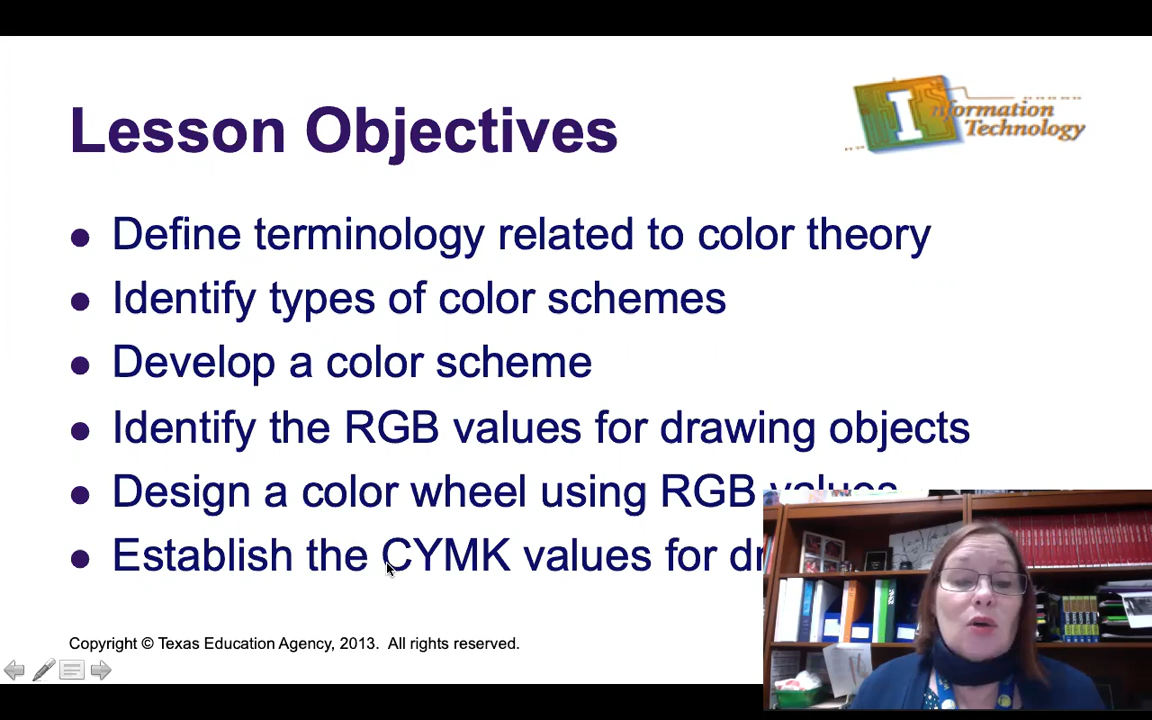 Lesson Objectives
Information
Technology
Define terminology related to color theory
Identify types of color schemes
Develop a color scheme
Identify the RGB values for drawing objects
Design a color wheel using RGB values
Establish the CYMK values for
Copyright © Texas Education Agency, 2013. All rights reserved.